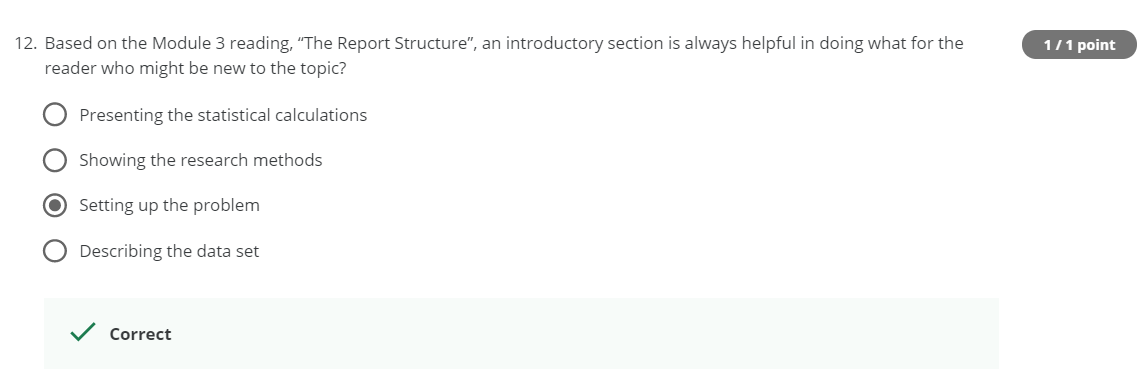 12. Based on the Module 3 reading, “The Report Structure”, an introductory section is always helpful in doing what for the
reader who might be new to the topic?
1 / 1 point
Presenting the statistical calculations
Showing the research methods
Setting up the problem
Describing the data set
Correct